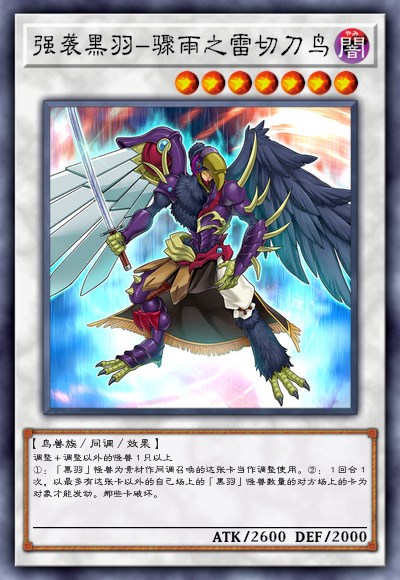 强袭黑羽-骤雨之雷切刀鸟
やみ
闇
【鸟兽族/同调/效果】
调整+调整以外的怪兽1只以上
①:「黑羽」怪兽为素材作同调召唤的这张卡当作调整使用。②:1回合1
次,以最多有这张卡以外的自己场上的「黑羽」怪兽数量的对方场上的卡为
对象才能发动。那些卡破坏。
ATK/2600 DEF/2000